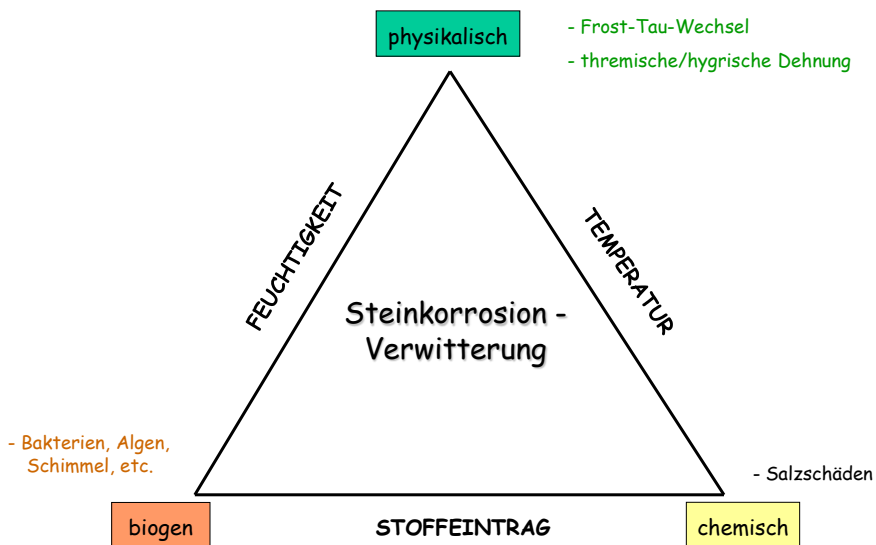 physikalisch
- Frost-Tau-Wechsel
- thremische/hygrische Dehnung
FEUCHTIGKEIT
TEMPERATUR
Steinkorrosion -
Verwitterung
- Bakterien, Algen,
Schimmel, etc.
- Salzschäden
biogen
STOFFEINTRAG
chemisch